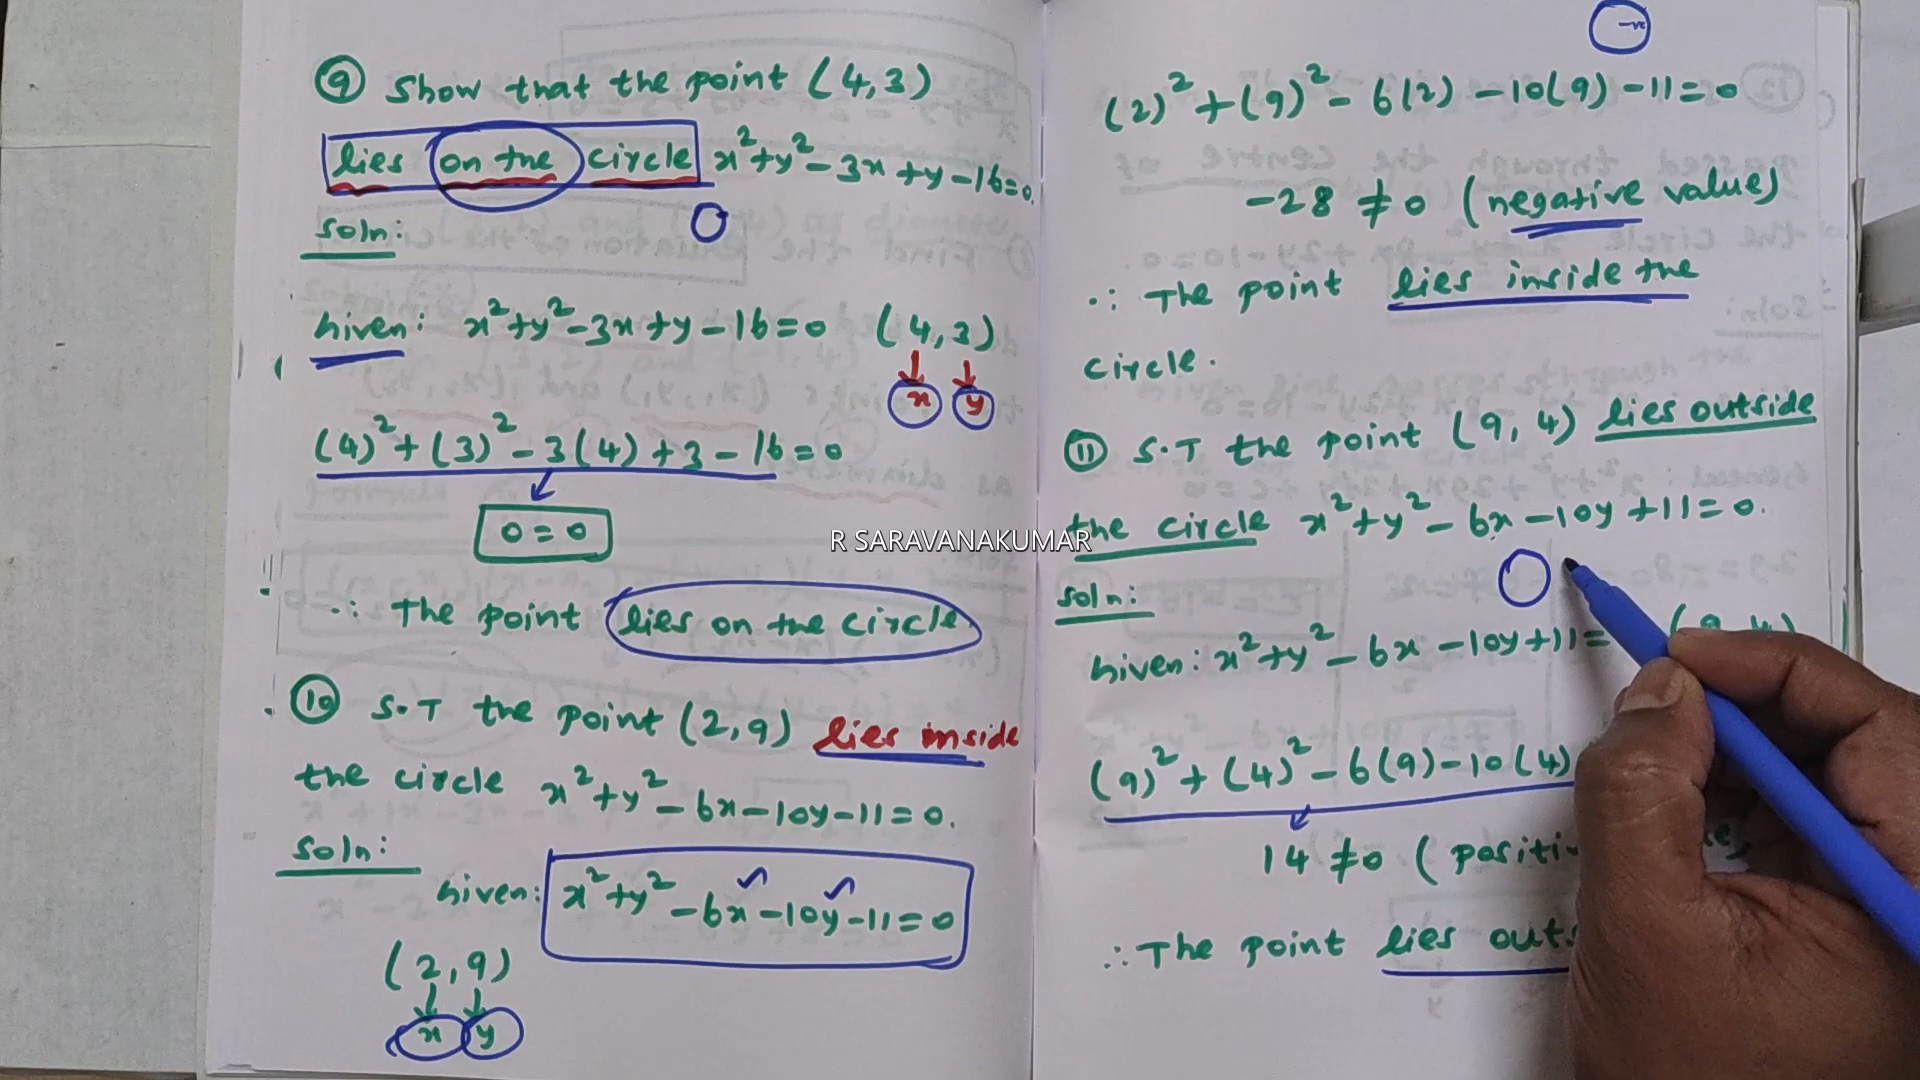 9 Show that the point (4,3)
lies on the circle x²+y²-3x+y-16=0.
Soln:
Given: x²+y²-3x+y-16=0 (4,3)
x y
(4)²+(3)²-3(4)+3-16=0
0=0
∴ The point lies on the circle
10 S.T the point (2,9) lies inside
the circle x²+y²-6x-10y-11=0.
Soln:
Given: x²+y²-6x-10y-11=0
(2,9)
x y
-ve
(2)²+(9)²-6(2)-10(9)-11=0
-28≠0 (negative value)
∴ The point lies inside the
circle.
11 S.T the point (9,4) lies outside
the circle x²+y²-6x-10y+11=0.
Soln:
Given: x²+y²-6x-10y+11= (9,4)
(9)²+(4)²-6(9)-10(4)
14≠0 (
∴ The point lies
R SARAVANAKUMAR